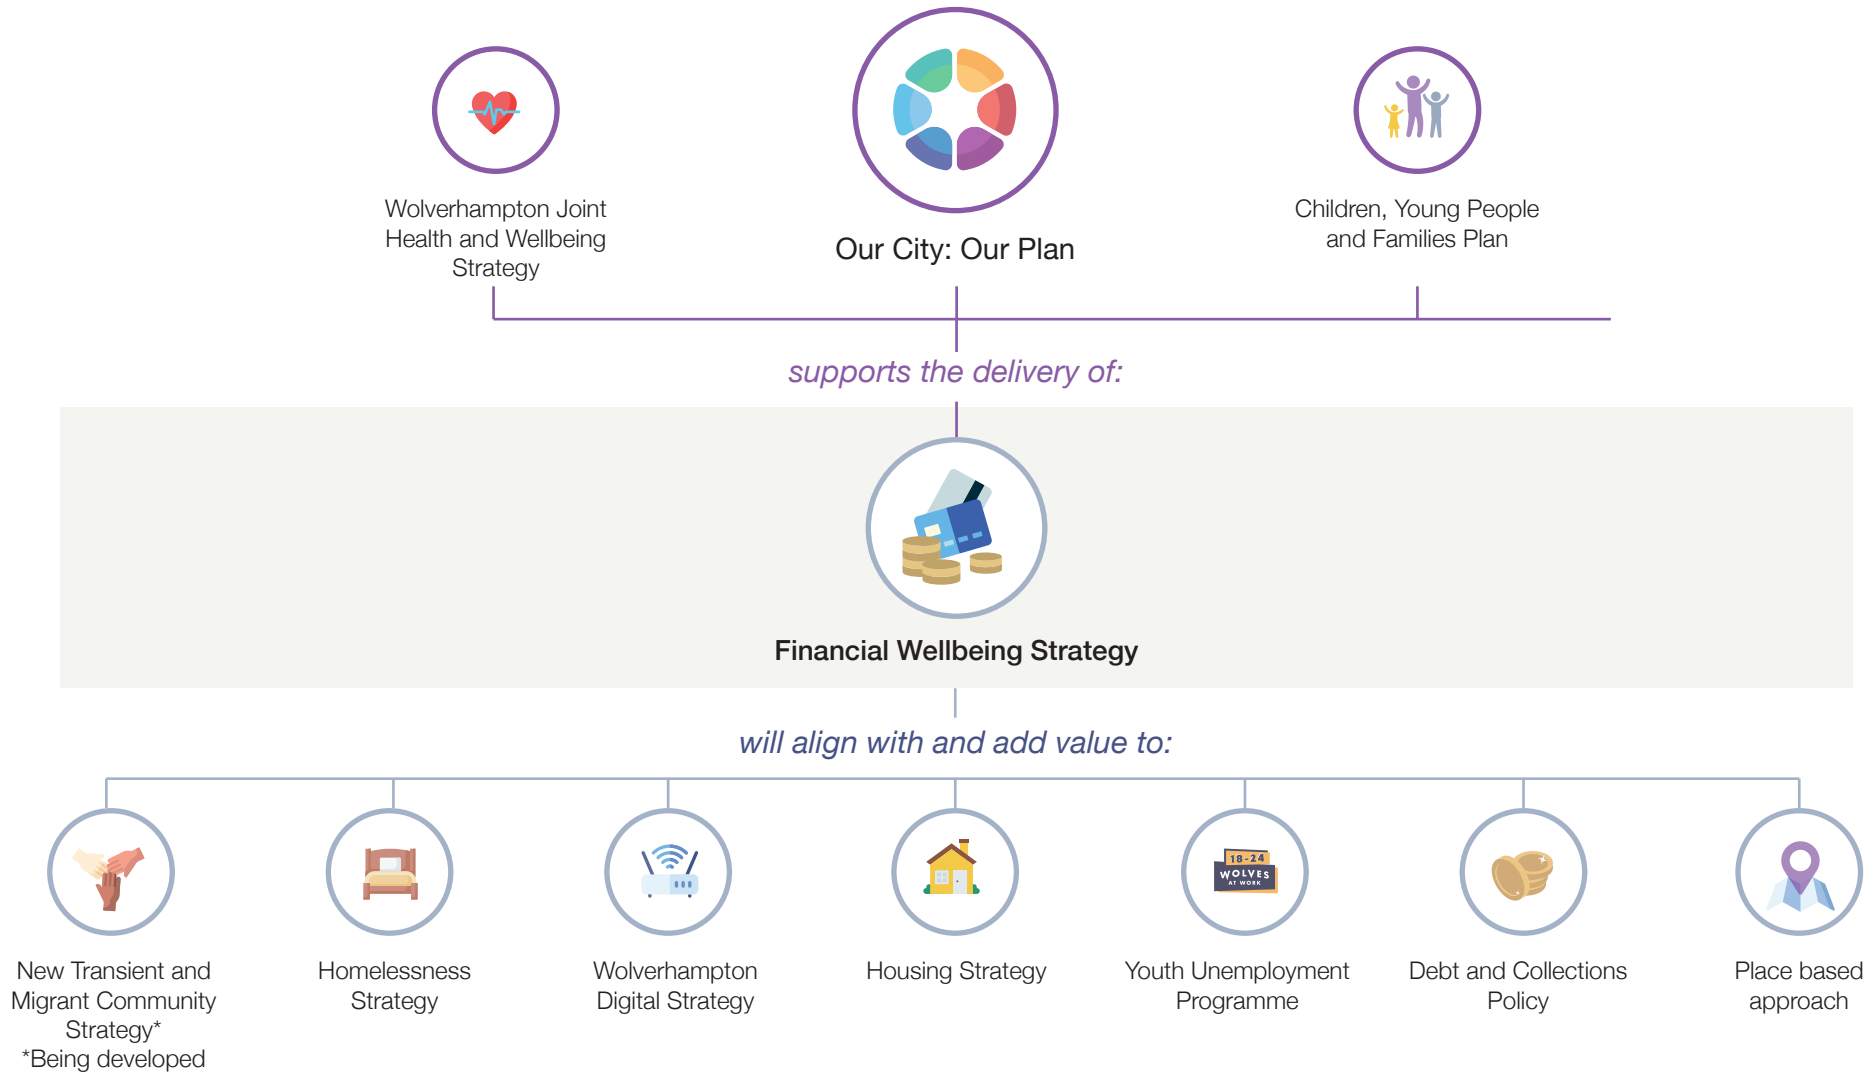 Wolverhampton Joint
Health and Wellbeing
Strategy
Our City: Our Plan
Children, Young People
and Families Plan
supports the delivery of:
Financial Wellbeing Strategy
will align with and add value to:
18-24
WOLVES
AT WORK
New Transient and
Migrant Community
Strategy*
*Being developed
Homelessness
Strategy
Wolverhampton
Digital Strategy
Housing Strategy
Youth Unemployment
Programme
Debt and Collections
Policy
Place based
approach